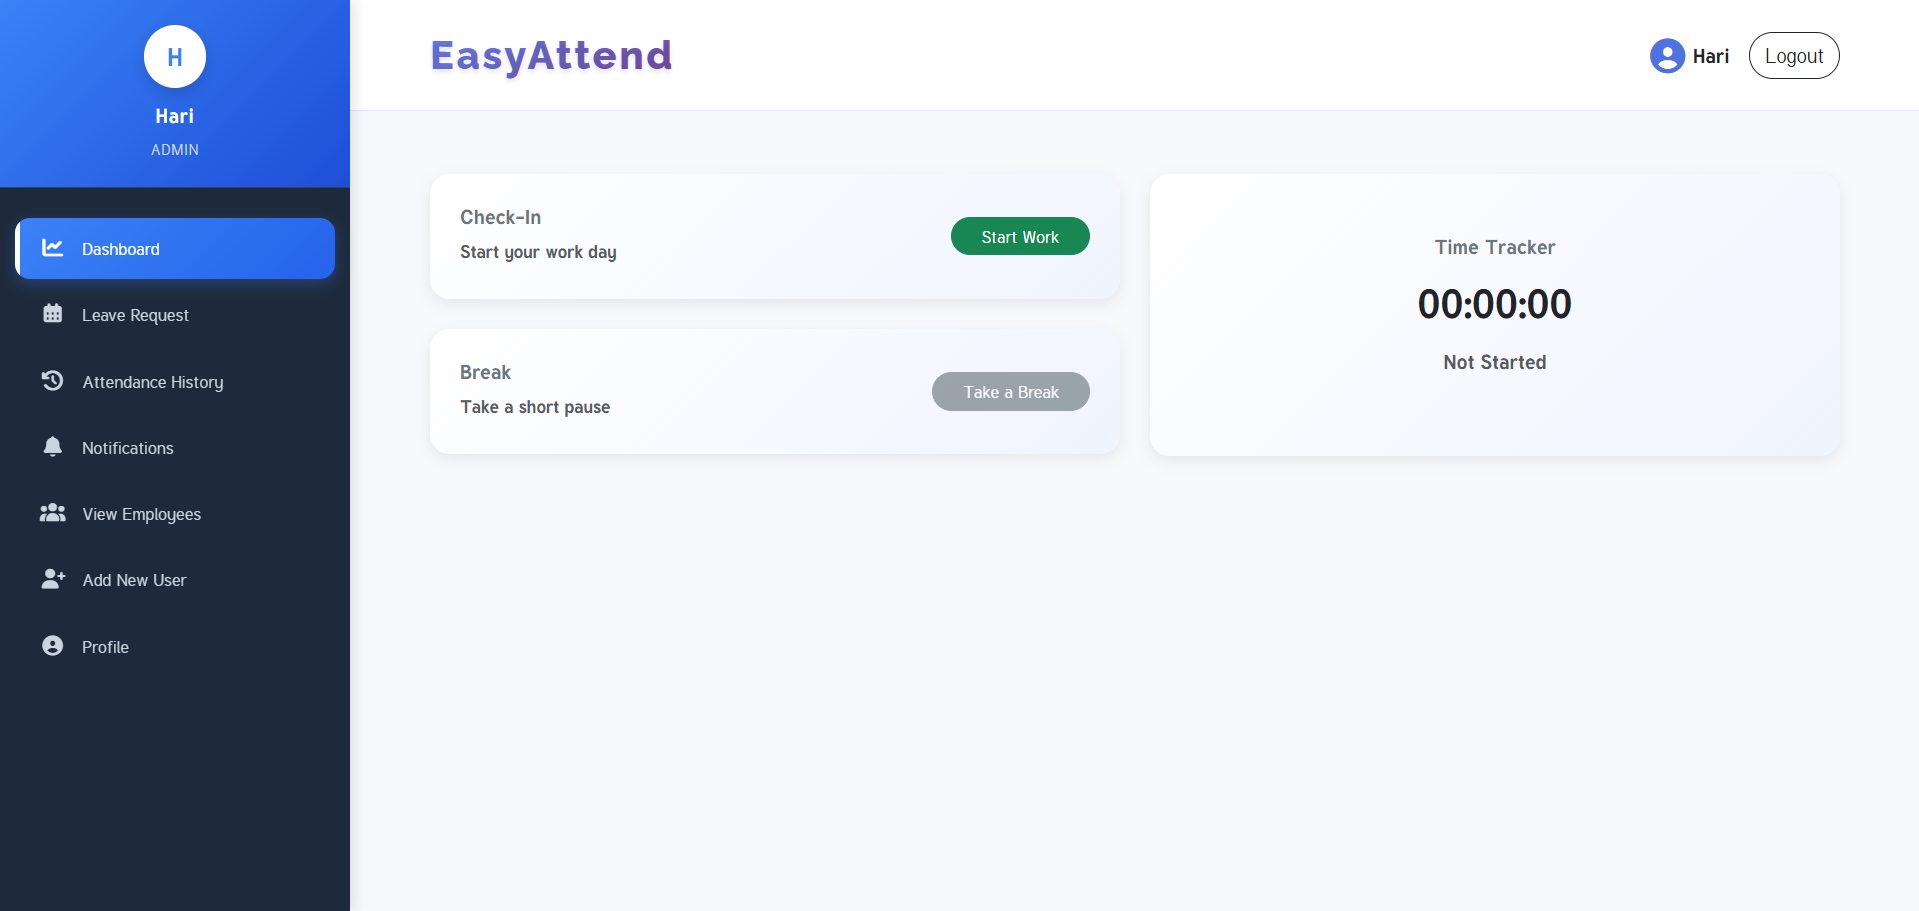 H
Hari
ADMIN
Dashboard
Leave Request
Attendance History
Notifications
View Employees
Add New User
Profile
EasyAttend
Hari
Logout
Check-In
Start your work day
Start Work
Break
Take a short pause
Take a Break
Time Tracker
00:00:00
Not Started